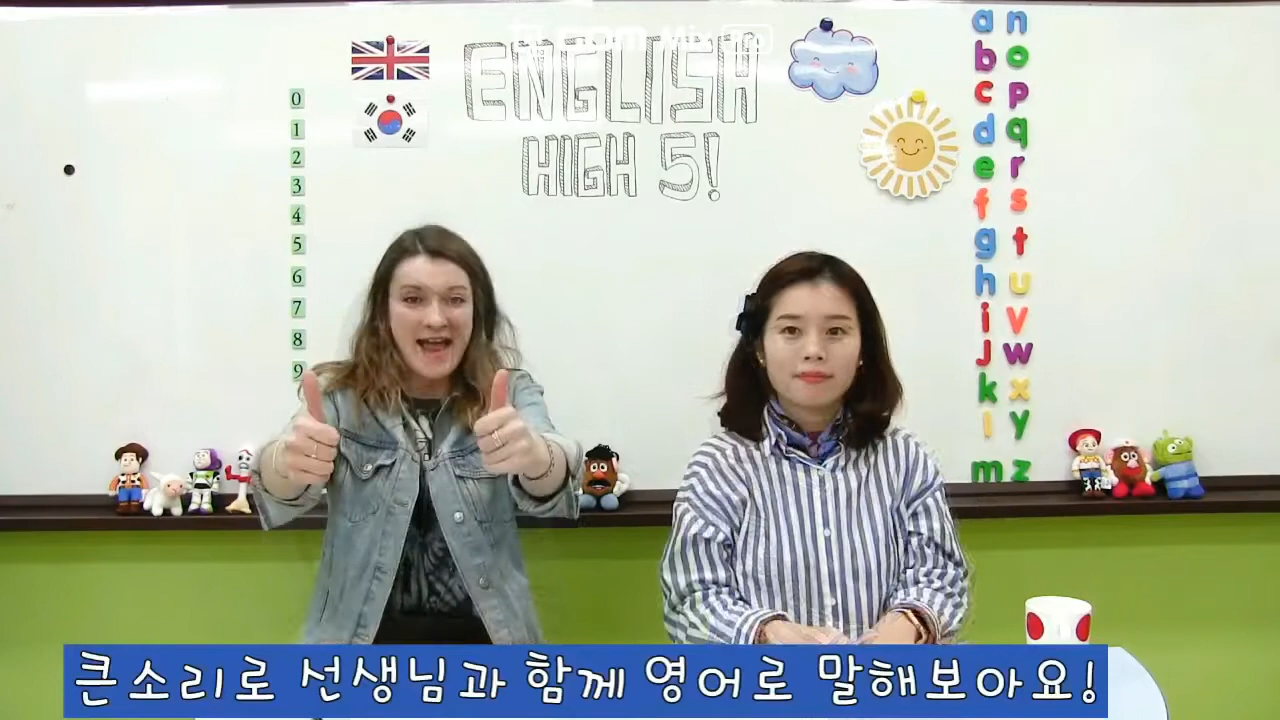 ENGLISH
HIGH 5!
0
1
2
3
4
5
6
7
8
9
a n
b o
c p
d q
e r
f s
g t
h u
i v
j w
k x
l y
m z
큰소리로 선생님과 함께 영어로 말해보아요!